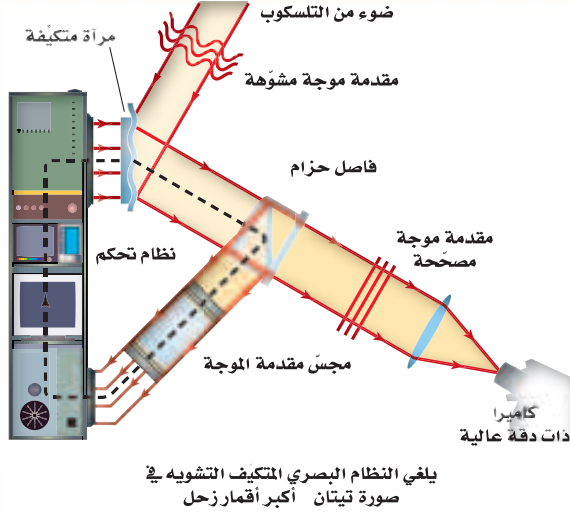 ضوء من التلسكوب
مرآة متكيّفة
مقدمة موجة مشوّهة
فاصل حزام
مقدمة موجة
مصحّحة
نظام تحكم
مجسّ مقدمة الموجة
كاميرا
ذات دقة عالية
يلغي النظام البصري المتكيّف التشويه في
صورة تيتان أكبر أقمار زحل